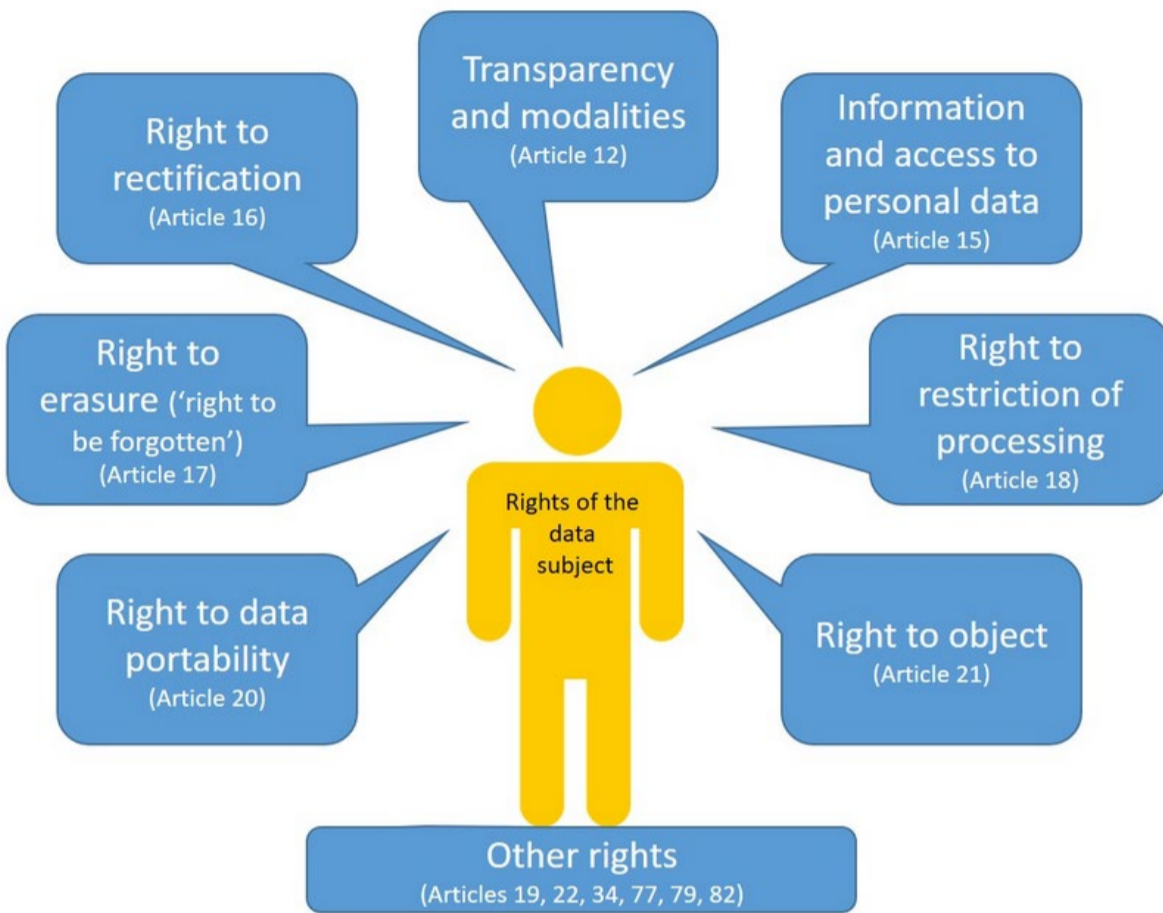 Transparency
and modalities
(Article 12)
Right to
rectification
(Article 16)
Information
and access to
personal data
(Article 15)
Right to
erasure (‘right to
be forgotten’)
(Article 17)
Right to
restriction of
processing
(Article 18)
Rights of the
data
subject
Right to data
portability
(Article 20)
Right to object
(Article 21)
Other rights
(Articles 19, 22, 34, 77, 79, 82)